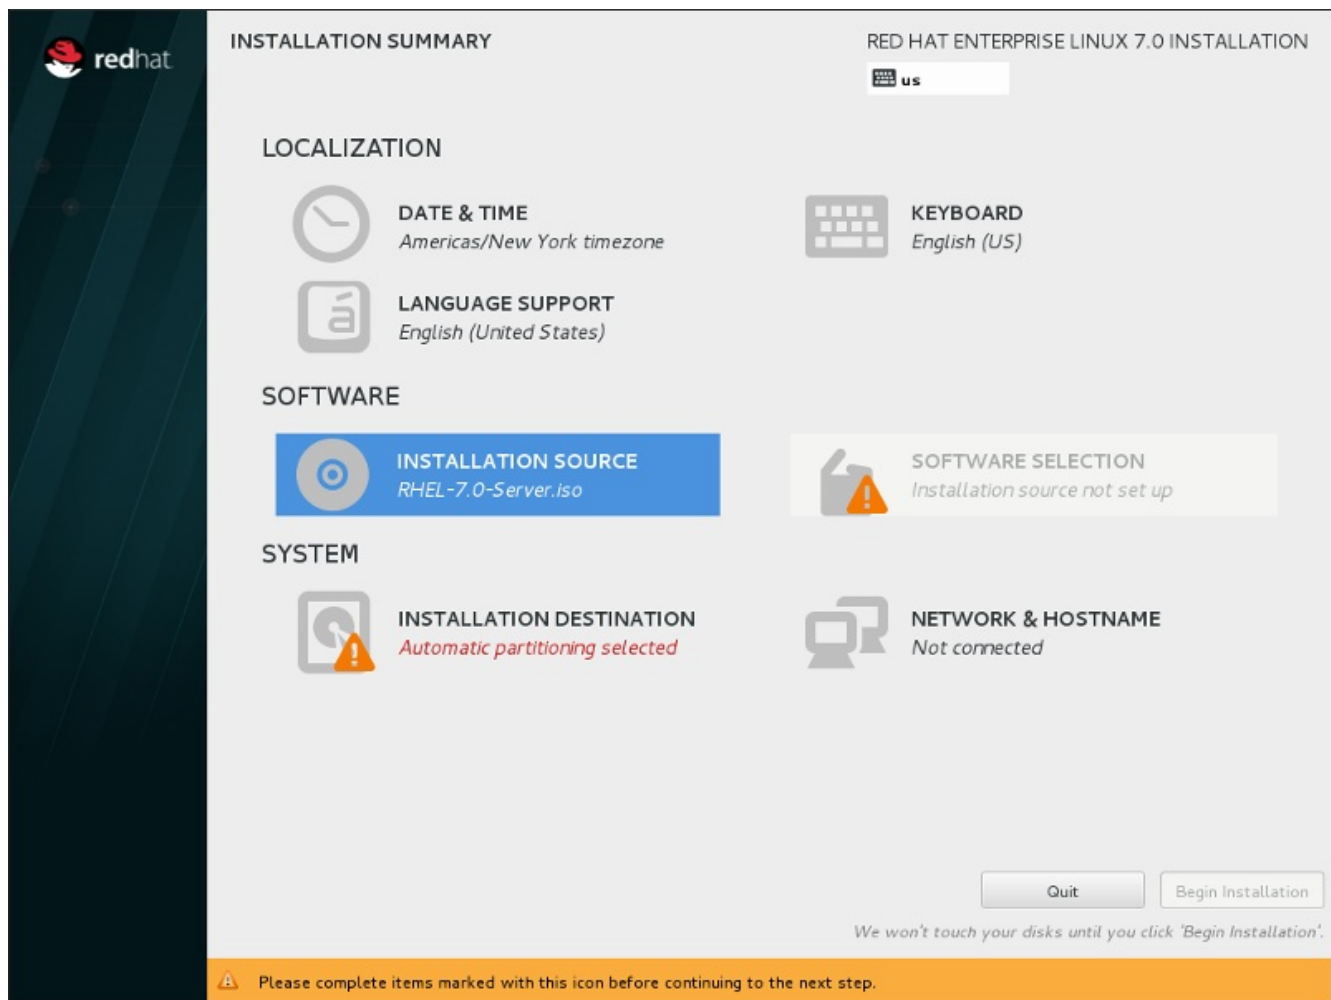 redhat
INSTALLATION SUMMARY
RED HAT ENTERPRISE LINUX 7.0 INSTALLATION
us
LOCALIZATION
DATE & TIME
Americas/New York timezone
KEYBOARD
English (US)
á
LANGUAGE SUPPORT
English (United States)
SOFTWARE
INSTALLATION SOURCE
RHEL-7.0-Server.iso
SOFTWARE SELECTION
Installation source not set up
SYSTEM
INSTALLATION DESTINATION
Automatic partitioning selected
NETWORK & HOSTNAME
Not connected
Quit
Begin Installation
We won't touch your disks until you click 'Begin Installation'.
Please complete items marked with this icon before continuing to the next step.